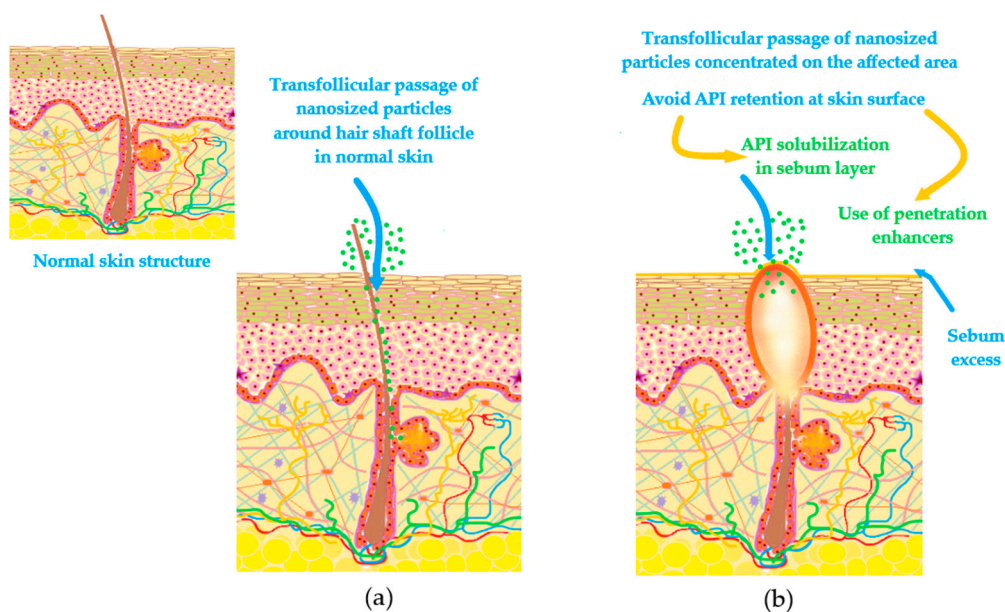 Normal skin structure
Transfollicular passage of
nanosized particles
around hair shaft follicle
in normal skin
(a)
Transfollicular passage of nanosized
particles concentrated on the affected area
Avoid API retention at skin surface
API solubilization
in sebum layer
Use of penetration
enhancers
Sebum
excess
(b)